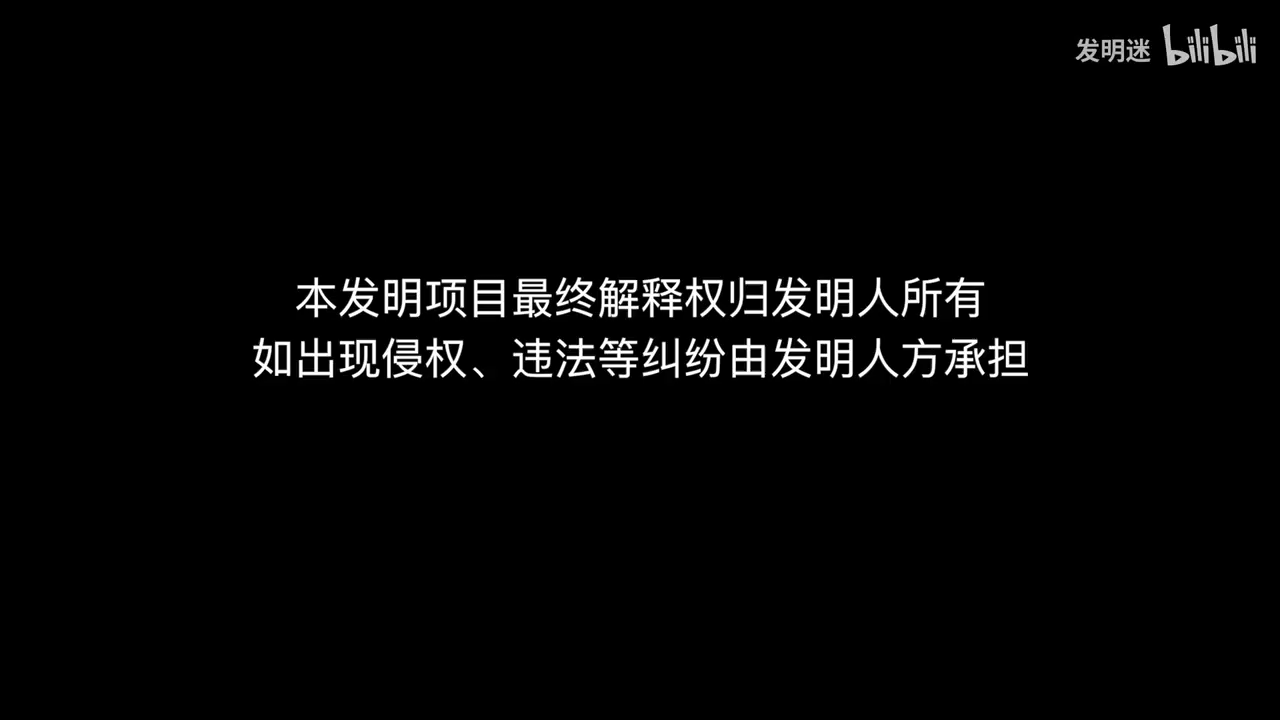 发明迷 bilibili
本发明项目最终解释权归发明人所有
如出现侵权、违法等纠纷由发明人方承担